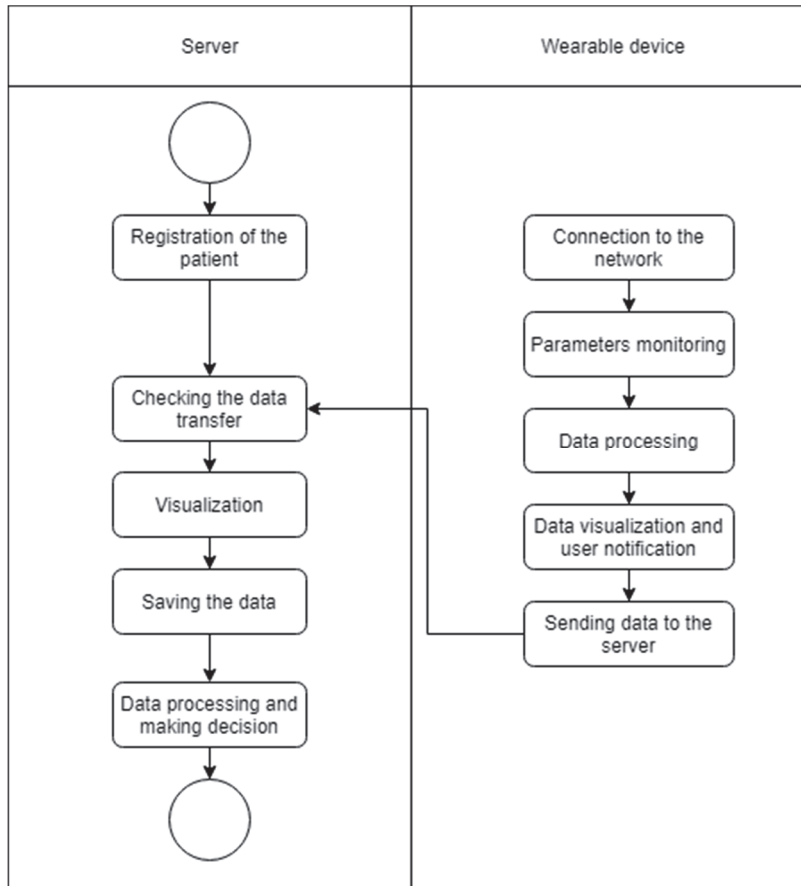 Server
Wearable device
Registration of the
patient
Checking the data
transfer
Visualization
Saving the data
Data processing and
making decision
Connection to the
network
Parameters monitoring
Data processing
Data visualization and
user notification
Sending data to the
server